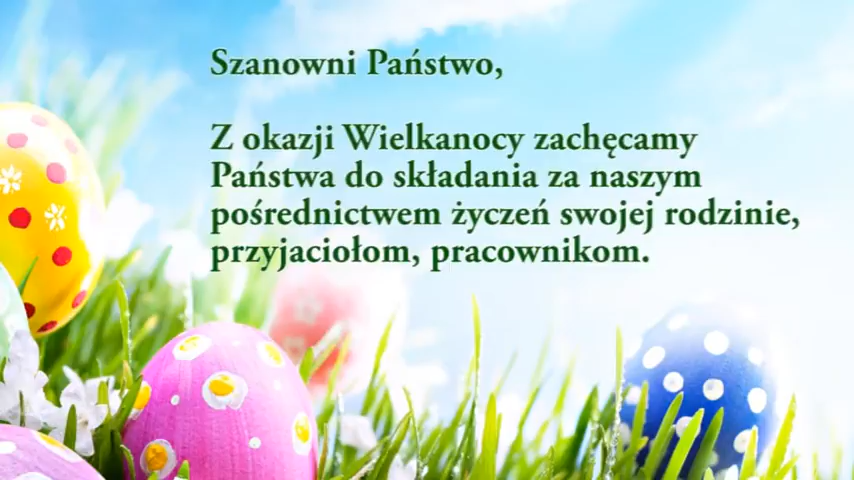 Szanowni Państwo,
Z okazji Wielkanocy zachęcamy
Państwa do składania za naszym
pośrednictwem życzeń swojej rodzinie,
przyjaciołom, pracownikom.